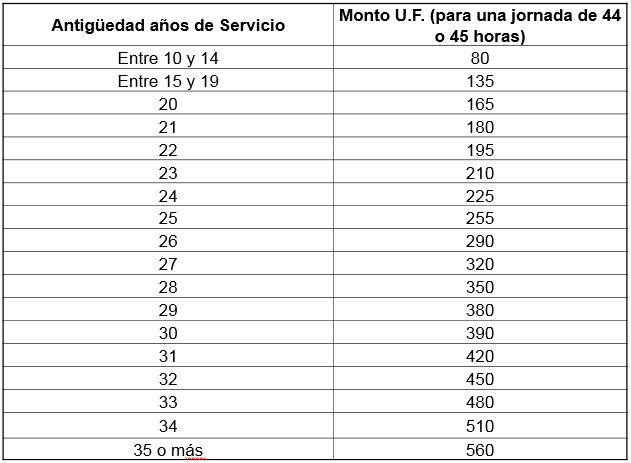 Antigüedad años de Servicio
Monto U.F. (para una jornada de 44
o 45 horas)
Entre 10 y 14 80
Entre 15 y 19 135
20 165
21 180
22 195
23 210
24 225
25 255
26 290
27 320
28 350
29 380
30 390
31 420
32 450
33 480
34 510
35 o más 560